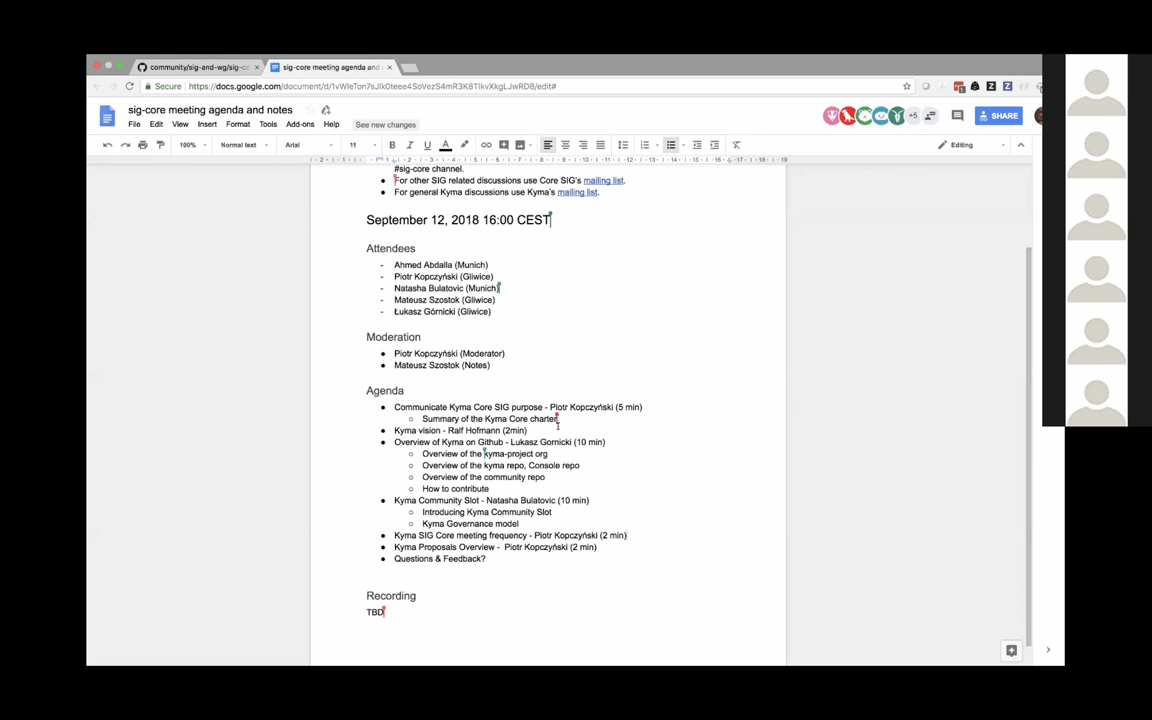 community/sig-and-wg/sig-co
sig-core meeting agenda and
Secure
https://docs.google.com/document/d/1vWleTon7sJlk0teee4SoVezS4mR3K8TlkvXkgLJwRD8/edit#
sig-core meeting agenda and notes
File Edit View Insert Format Tools Add-ons Help See new changes
+5
SHARE
100% Normal text Arial 11 B I U A Editing
#sig-core channel.
For other SIG related discussions use Core SIG's mailing list.
For general Kyma discussions use Kyma's mailing list.
September 12, 2018 16:00 CEST
Attendees
- Ahmed Abdalla (Munich)
- Piotr Kopczyński (Gliwice)
- Natasha Bulatovic (Munich)
- Mateusz Szostok (Gliwice)
- Łukasz Górnicki (Gliwice)
Moderation
● Piotr Kopczyński (Moderator)
● Mateusz Szostok (Notes)
Agenda
● Communicate Kyma Core SIG purpose - Piotr Kopczyński (5 min)
○ Summary of the Kyma Core charter
● Kyma vision - Ralf Hofmann (2min)
● Overview of Kyma on Github - Lukasz Gornicki (10 min)
○ Overview of the kyma-project org
○ Overview of the kyma repo, Console repo
○ Overview of the community repo
○ How to contribute
● Kyma Community Slot - Natasha Bulatovic (10 min)
○ Introducing Kyma Community Slot
○ Kyma Governance model
● Kyma SIG Core meeting frequency - Piotr Kopczyński (2 min)
● Kyma Proposals Overview - Piotr Kopczyński (2 min)
● Questions & Feedback?
Recording
TBD